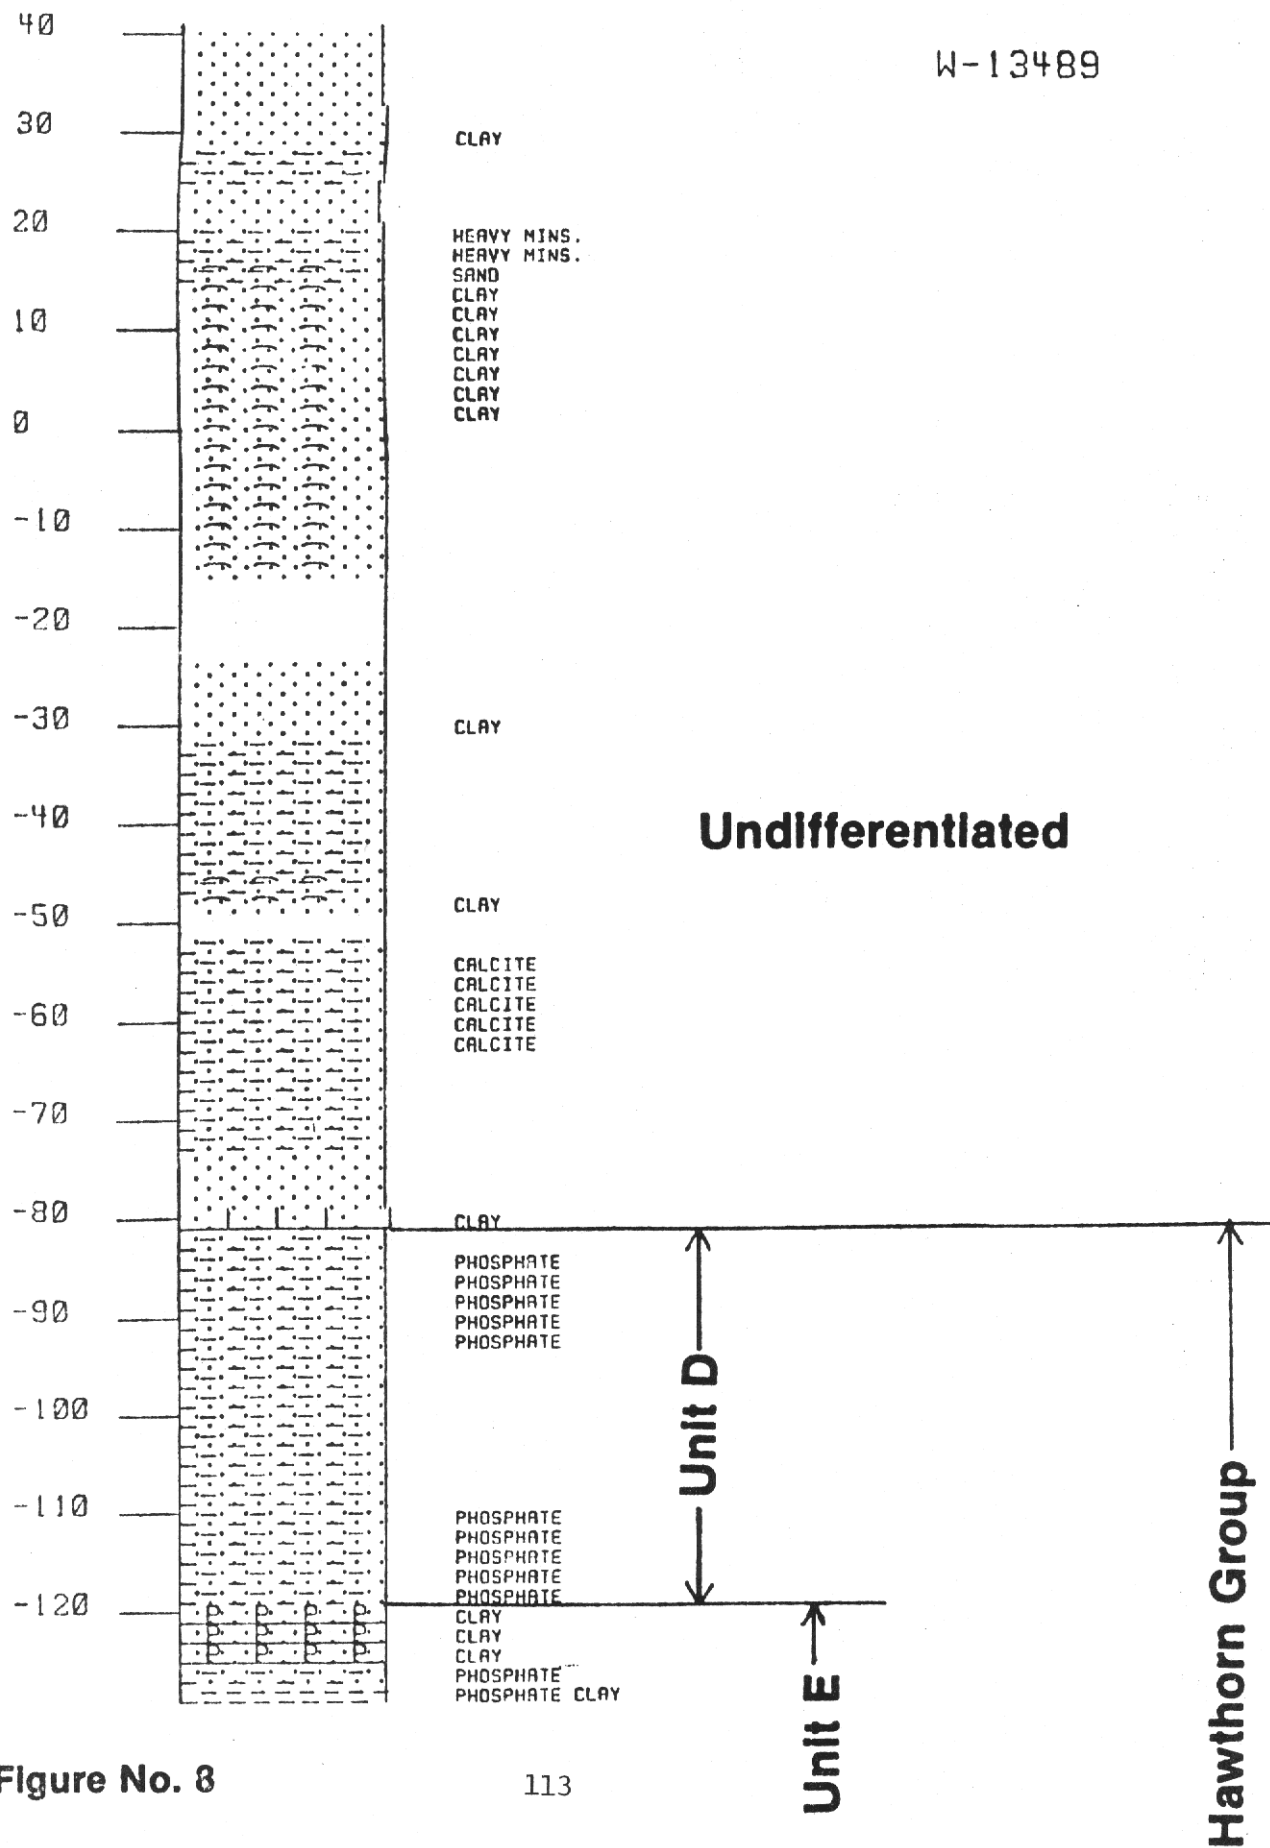 40
W-13489
30
CLAY
20
HEAVY MINS.
HEAVY MINS.
SAND
CLAY
CLAY
10
CLAY
CLAY
CLAY
CLAY
CLAY
0
-10
-20
-30
CLAY
-40
Undifferentiated
CLAY
-50
CALCITE
CALCITE
CALCITE
-60
CALCITE
CALCITE
-70
-80
CLAY
PHOSPHATE
PHOSPHATE
PHOSPHATE
-90
PHOSPHATE
PHOSPHATE
Unit D
-100
-110
PHOSPHATE
PHOSPHATE
PHOSPHATE
PHOSPHATE
PHOSPHATE
-120
P P P P
CLAY
P P P P
CLAY
P P P P
CLAY
PHOSPHATE
PHOSPHATE CLAY
Unit E
Hawthorn Group
Figure No. 8
113